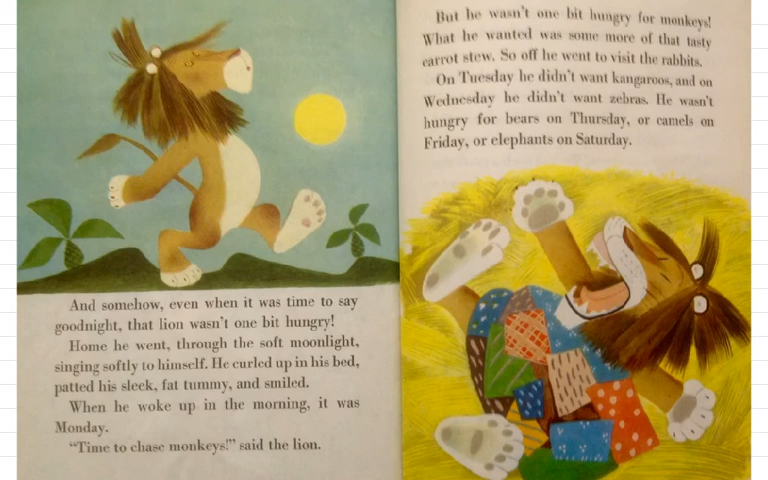 And somehow, even when it was time to say
goodnight, that lion wasn't one bit hungry!
Home he went, through the soft moonlight,
singing softly to himself. He curled up in his bed,
patted his sleek, fat tummy, and smiled.
When he woke up in the morning, it was
Monday.
"Time to chase monkeys!" said the lion.
But he wasn't one bit hungry for monkeys!
What he wanted was some more of that tasty
carrot stew. So off he went to visit the rabbits.
On Tuesday he didn't want kangaroos, and on
Wednesday he didn't want zebras. He wasn't
hungry for bears on Thursday, or camels on
Friday, or elephants on Saturday.